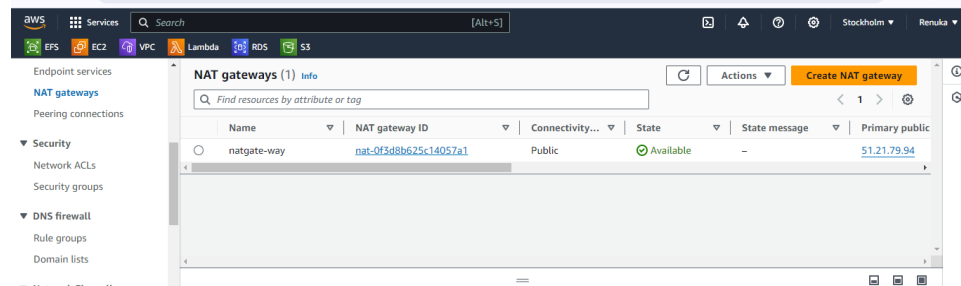 aws Services Search [Alt+S] Stockholm ▼ Renuka ▼
EFS EC2 VPC Lambda RDS S3
Endpoint services
NAT gateways
Peering connections
▼ Security
Network ACLs
Security groups
▼ DNS firewall
Rule groups
Domain lists
NAT gateways (1) Info Actions ▼ Create NAT gateway
Find resources by attribute or tag < 1 >
Name NAT gateway ID Connectivity... State State message Primary public
natgate-way nat-0f3d8b625c14057a1 Public Available – 51.21.79.94